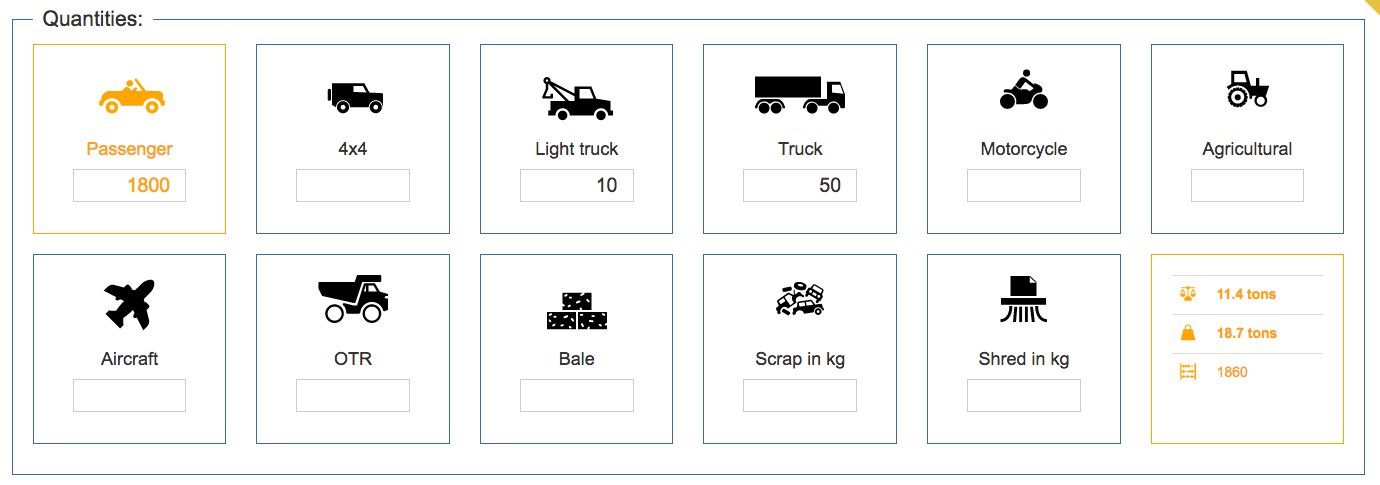 Quantities:
Passenger
1800
4x4
Light truck
10
Truck
50
Motorcycle
Agricultural
Aircraft
OTR
Bale
Scrap in kg
Shred in kg
11.4 tons
18.7 tons
1860